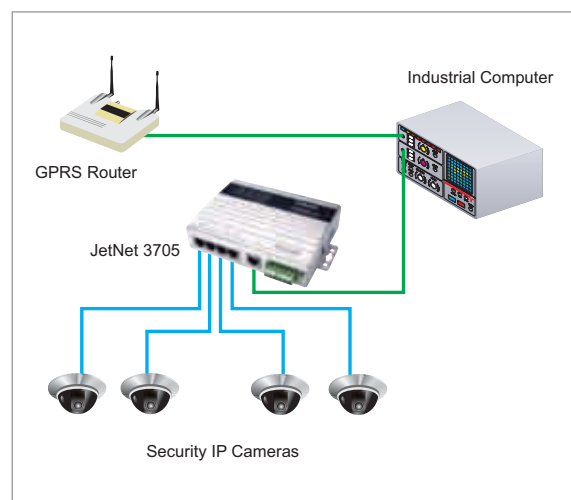 Industrial Computer
GPRS Router
JetNet 3705
Security IP Cameras